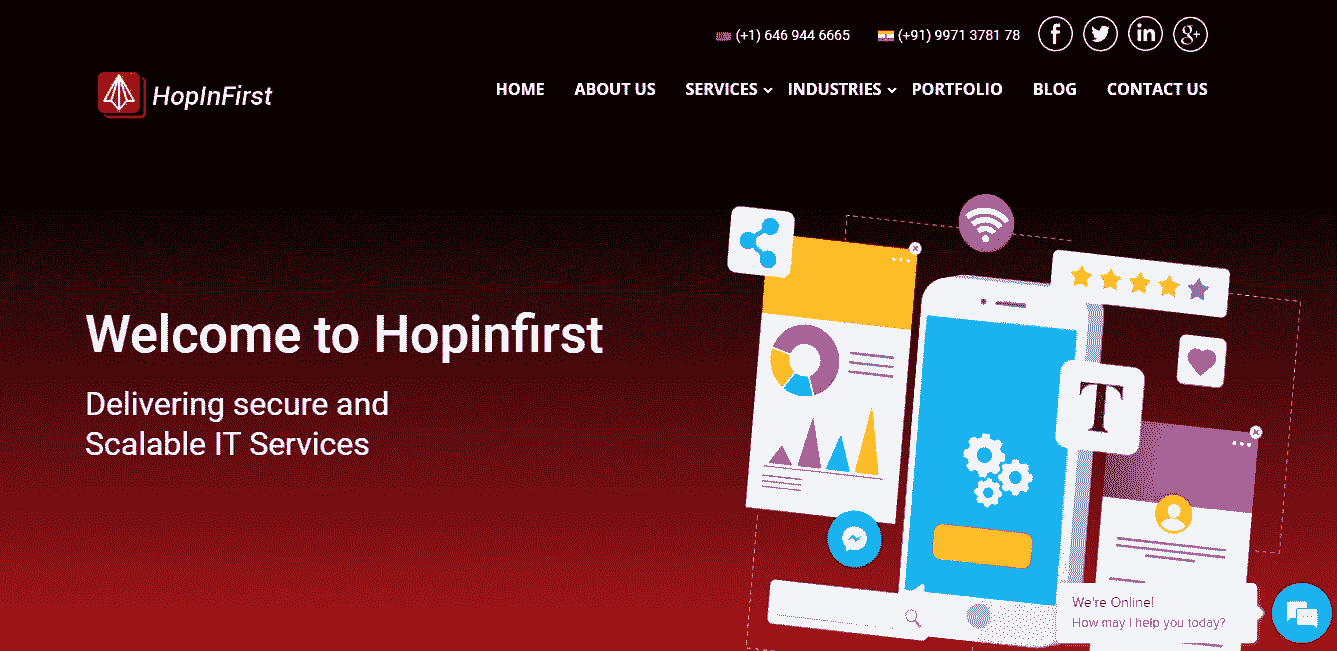 (+1) 646 944 6665 (+91) 9971 3781 78 f in g+
HopInFirst
HOME ABOUT US SERVICES INDUSTRIES PORTFOLIO BLOG CONTACT US
Welcome to Hopinfirst
Delivering secure and
Scalable IT Services
T
We're Online!
How may I help you today?